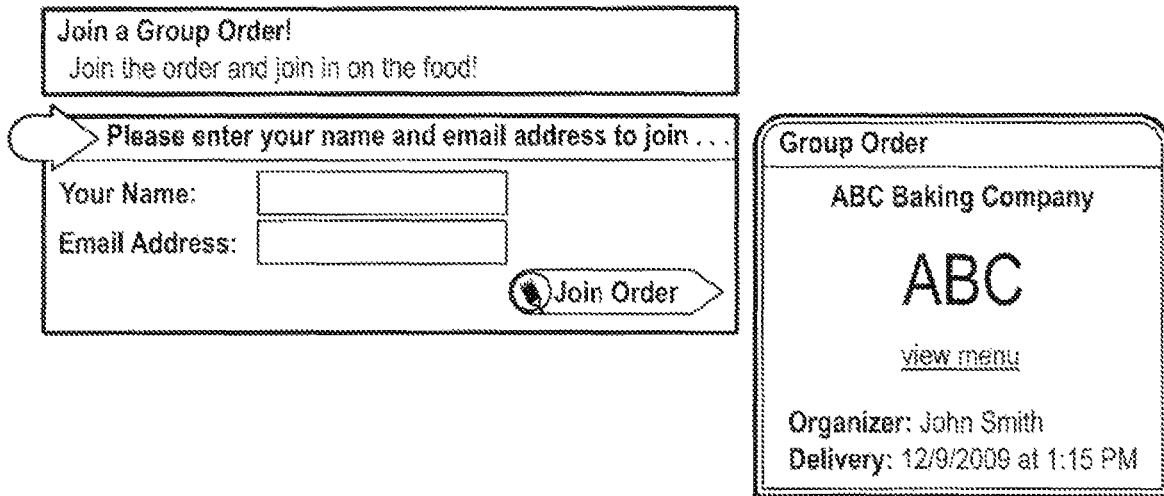 Join a Group Order!
Join the order and join in on the food!
Please enter your name and email address to join . . .
Your Name:
Email Address:
Join Order
Group Order
ABC Baking Company
ABC
view menu
Organizer: John Smith
Delivery: 12/9/2009 at 1:15 PM